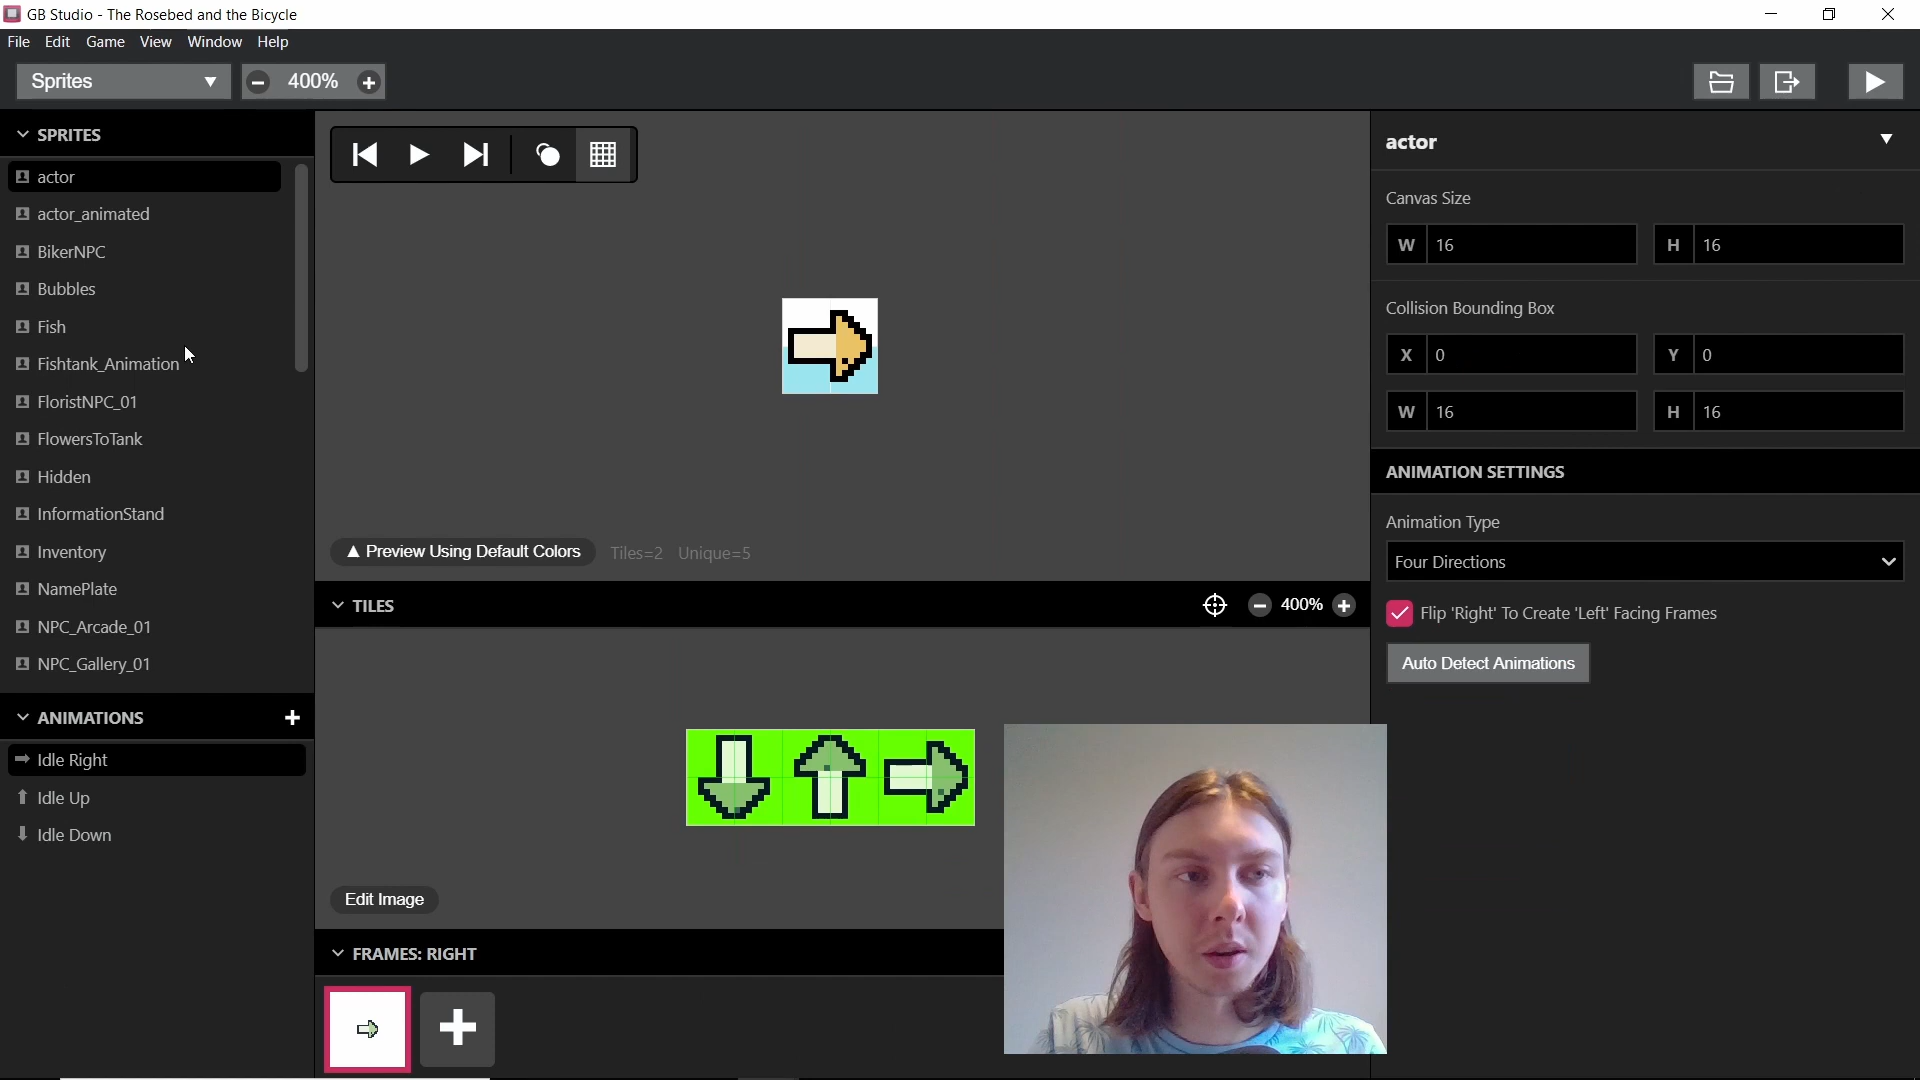 GB Studio - The Rosebed and the Bicycle
File Edit Game View Window Help
Sprites 400%
SPRITES
actor
actor_animated
BikerNPC
Bubbles
Fish
Fishtank_Animation
FloristNPC_01
FlowersToTank
Hidden
InformationStand
Inventory
NamePlate
NPC_Arcade_01
NPC_Gallery_01
ANIMATIONS
Idle Right
Idle Up
Idle Down
Preview Using Default Colors Tiles=2 Unique=5
TILES 400%
Edit Image
FRAMES: RIGHT
actor
Canvas Size
W 16 H 16
Collision Bounding Box
X 0 Y 0
W 16 H 16
ANIMATION SETTINGS
Animation Type
Four Directions
Flip 'Right' To Create 'Left' Facing Frames
Auto Detect Animations